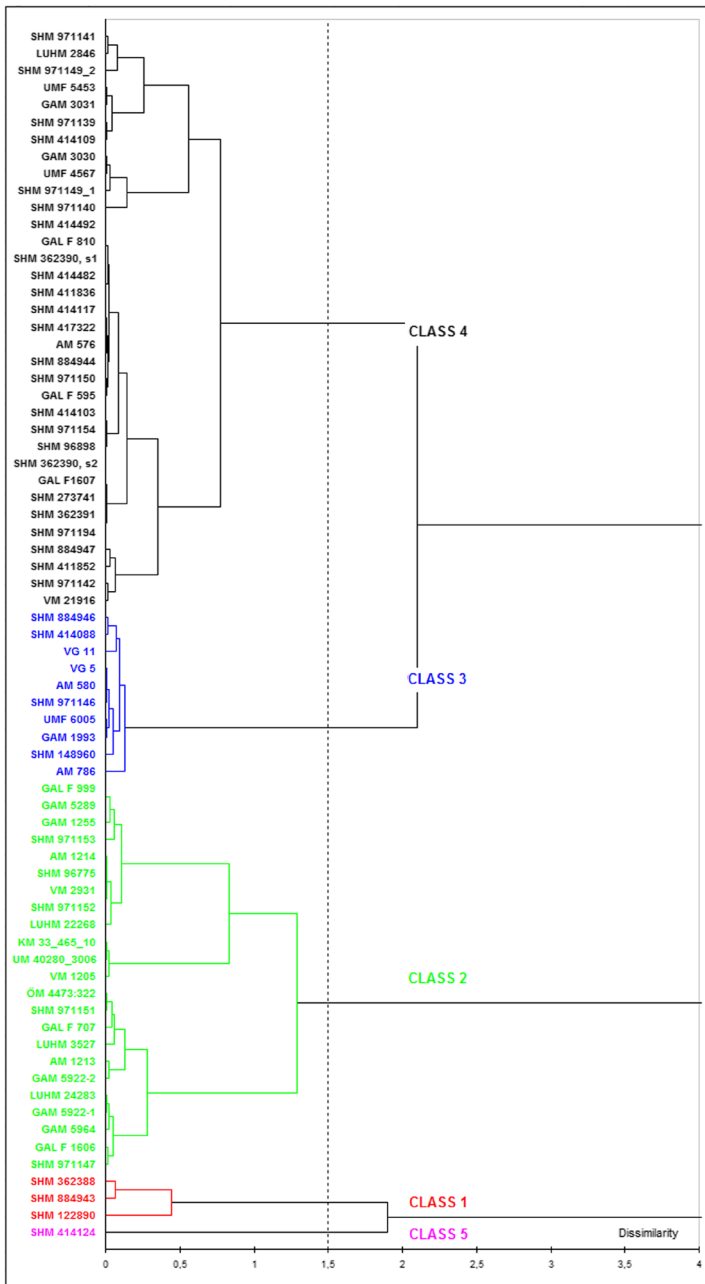 SHM 971141
LUHM 2846
SHM 971149_2
UMF 5453
GAM 3031
SHM 971139
SHM 414109
GAM 3030
UMF 4567
SHM 971149_1
SHM 971140
SHM 414492
GAL F 810
SHM 362390, s1
SHM 414482
SHM 411836
SHM 414117
SHM 417322
AM 576
CLASS 4
SHM 884944
SHM 971150
GAL F 595
SHM 414103
SHM 971154
SHM 96898
SHM 362390, s2
GAL F1607
SHM 273741
SHM 362391
SHM 971194
SHM 884947
SHM 411852
SHM 971142
VM 21916
SHM 884946
SHM 414088
VG 11
VG 5
CLASS 3
AM 580
SHM 971146
UMF 6005
GAM 1993
SHM 148960
AM 786
GAL F 999
GAM 5289
GAM 1255
SHM 971153
AM 1214
SHM 96775
VM 2931
SHM 971152
LUHM 22268
KM 33_465_10
UM 40280_3006
VM 1205
CLASS 2
ÖM 4473:322
SHM 971151
GAL F 707
LUHM 3527
AM 1213
GAM 5922-2
LUHM 24283
GAM 5922-1
GAM 5964
GAL F 1606
SHM 971147
SHM 362388
SHM 884943
CLASS 1
SHM 122890
SHM 414124
CLASS 5
Dissimilarity
0 0,5 1 1,5 2 2,5 3 3,5 4